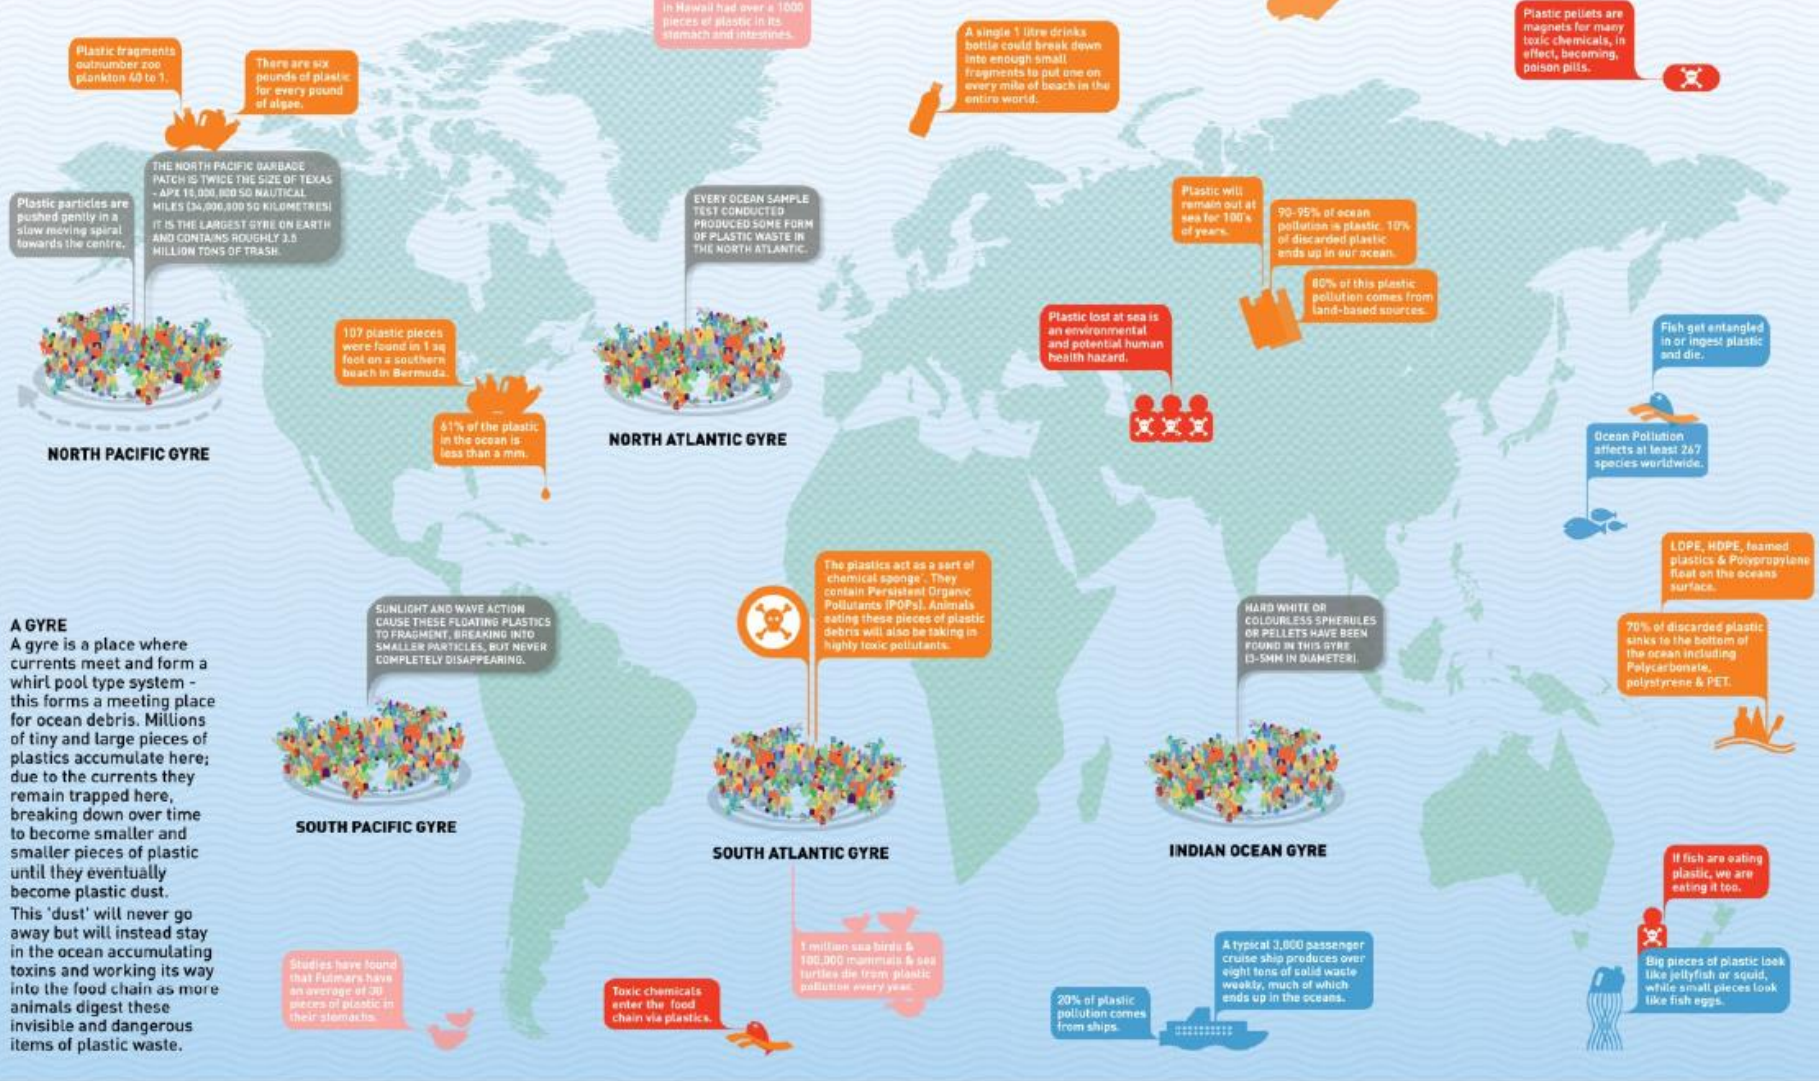 in Hawaii had over a 1000
pieces of plastic in its
stomach and intestines.
Plastic fragments
outnumber zoo
plankton 40 to 1.
There are six
pounds of plastic
for every pound
of algae.
A single 1 litre drinks
bottle could break down
into enough small
fragments to put one on
every mile of beach in the
entire world.
Plastic pellets are
magnets for many
toxic chemicals, in
effect, becoming,
poison pills.
Plastic particles are
pushed gently in a
slow moving spiral
towards the centre.
THE NORTH PACIFIC GARBAGE
PATCH IS TWICE THE SIZE OF TEXAS
- APX 10,000,000 SQ NAUTICAL
MILES (34,000,000 SQ KILOMETRES)
IT IS THE LARGEST GYRE ON EARTH
AND CONTAINS ROUGHLY 3.5
MILLION TONS OF TRASH.
NORTH PACIFIC GYRE
EVERY OCEAN SAMPLE
TEST CONDUCTED
PRODUCED SOME FORM
OF PLASTIC WASTE IN
THE NORTH ATLANTIC.
NORTH ATLANTIC GYRE
107 plastic pieces
were found in 1 sq
foot on a southern
beach in Bermuda.
61% of the plastic
in the ocean is
less than a mm.
Plastic will
remain out at
sea for 100's
of years.
90-95% of ocean
pollution is plastic. 10%
of discarded plastic
ends up in our ocean.
80% of this plastic
pollution comes from
land-based sources.
Plastic lost at sea is
an environmental
and potential human
health hazard.
Fish get entangled
in or ingest plastic
and die.
Ocean Pollution
affects at least 267
species worldwide.
LDPE, HDPE, foamed
plastics & Polypropylene
float on the oceans
surface.
70% of discarded plastic
sinks to the bottom of
the ocean including
Polycarbonate,
polystyrene & PET.
A GYRE
A gyre is a place where
currents meet and form a
whirl pool type system -
this forms a meeting place
for ocean debris. Millions
of tiny and large pieces of
plastics accumulate here;
due to the currents they
remain trapped here,
breaking down over time
to become smaller and
smaller pieces of plastic
until they eventually
become plastic dust.
This 'dust' will never go
away but will instead stay
in the ocean accumulating
toxins and working its way
into the food chain as more
animals digest these
invisible and dangerous
items of plastic waste.
SUNLIGHT AND WAVE ACTION
CAUSE THESE FLOATING PLASTICS
TO FRAGMENT, BREAKING INTO
SMALLER PARTICLES, BUT NEVER
COMPLETELY DISAPPEARING.
SOUTH PACIFIC GYRE
The plastics act as a sort of
'chemical sponge'. They
contain Persistent Organic
Pollutants (POPs). Animals
eating these pieces of plastic
debris will also be taking in
highly toxic pollutants.
SOUTH ATLANTIC GYRE
HARD WHITE OR
COLOURLESS SPHERULES
OR PELLETS HAVE BEEN
FOUND IN THIS GYRE
(3-5MM IN DIAMETER).
INDIAN OCEAN GYRE
If fish are eating
plastic, we are
eating it too.
Studies have found
that Fulmars have
an average of 30
pieces of plastic in
their stomachs.
Toxic chemicals
enter the food
chain via plastics.
1 million sea birds &
100,000 mammals & sea
turtles die from plastic
pollution every year.
20% of plastic
pollution comes
from ships.
A typical 3,000 passenger
cruise ship produces over
eight tons of solid waste
weekly, much of which
ends up in the oceans.
Big pieces of plastic look
like jellyfish or squid,
while small pieces look
like fish eggs.